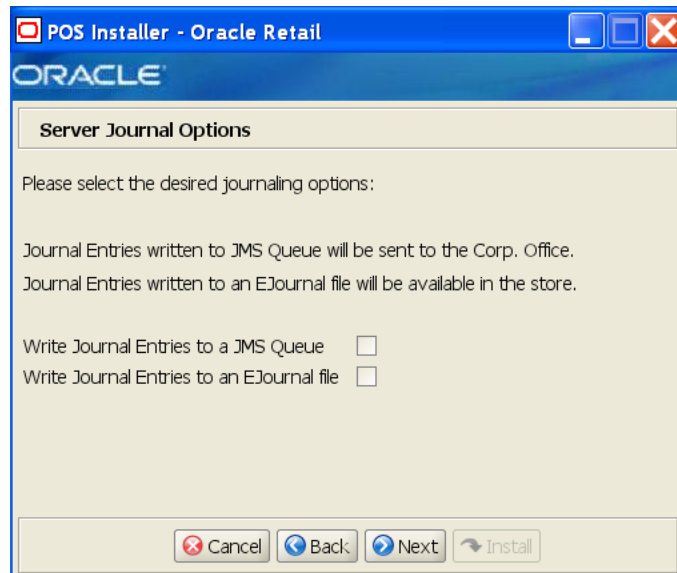 POS Installer - Oracle Retail
ORACLE
Server Journal Options
Please select the desired journaling options:
Journal Entries written to JMS Queue will be sent to the Corp. Office.
Journal Entries written to an EJournal file will be available in the store.
Write Journal Entries to a JMS Queue
Write Journal Entries to an EJournal file
Cancel Back Next Install